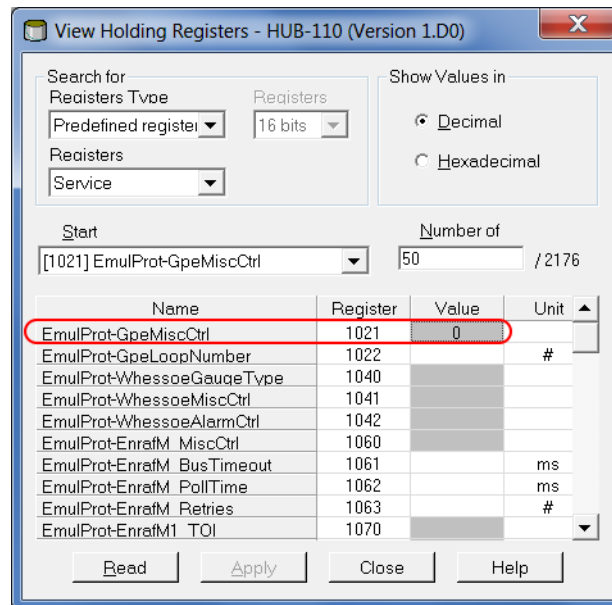 View Holding Registers - HUB-110 (Version 1.D0)
Search for
Registers Type
Registers
Predefined register
16 bits
Registers
Service
Show Values in
Decimal
Hexadecimal
Start
Number of
[1021] EmulProt-GpeMiscCtrl
50
/ 2176
Name Register Value Unit
EmulProt-GpeMiscCtrl 1021 0
EmulProt-GpeLoopNumber 1022 #
EmulProt-WhessoeGaugeType 1040
EmulProt-WhessoeMiscCtrl 1041
EmulProt-WhessoeAlarmCtrl 1042
EmulProt-EnrafM_MiscCtrl 1060
EmulProt-EnrafM_BusTimeout 1061 ms
EmulProt-EnrafM_PollTime 1062 ms
EmulProt-EnrafM_Retries 1063 #
EmulProt-EnrafM1_TOI 1070
Read Apply Close Help